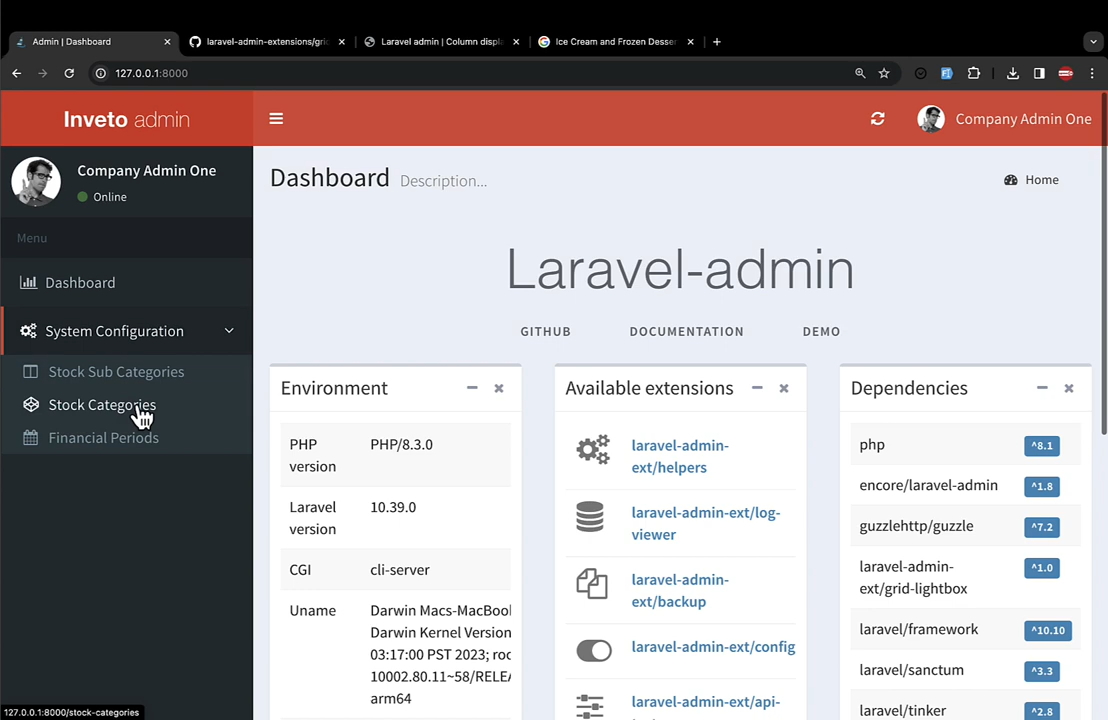 Admin | Dashboard
laravel-admin-extensions/gri
Laravel admin | Column displ
Ice Cream and Frozen Desser
127.0.0.1:8000
Inveto admin
Company Admin One
Company Admin One
Online
Menu
Dashboard
System Configuration
Stock Sub Categories
Stock Categories
Financial Periods
Dashboard Description...
Home
Laravel-admin
GITHUB DOCUMENTATION DEMO
Environment
PHP version PHP/8.3.0
Laravel version 10.39.0
CGI cli-server
Uname Darwin Macs-MacBool
Darwin Kernel Version
03:17:00 PST 2023; roo
10002.80.11~58/RELEA
arm64
Available extensions
laravel-admin-
ext/helpers
laravel-admin-ext/log-
viewer
laravel-admin-
ext/backup
laravel-admin-ext/config
laravel-admin-ext/api-
Dependencies
php ^8.1
encore/laravel-admin ^1.8
guzzlehttp/guzzle ^7.2
laravel-admin-
ext/grid-lightbox ^1.0
laravel/framework ^10.10
laravel/sanctum ^3.3
laravel/tinker ^2.8
127.0.0.1:8000/stock-categories